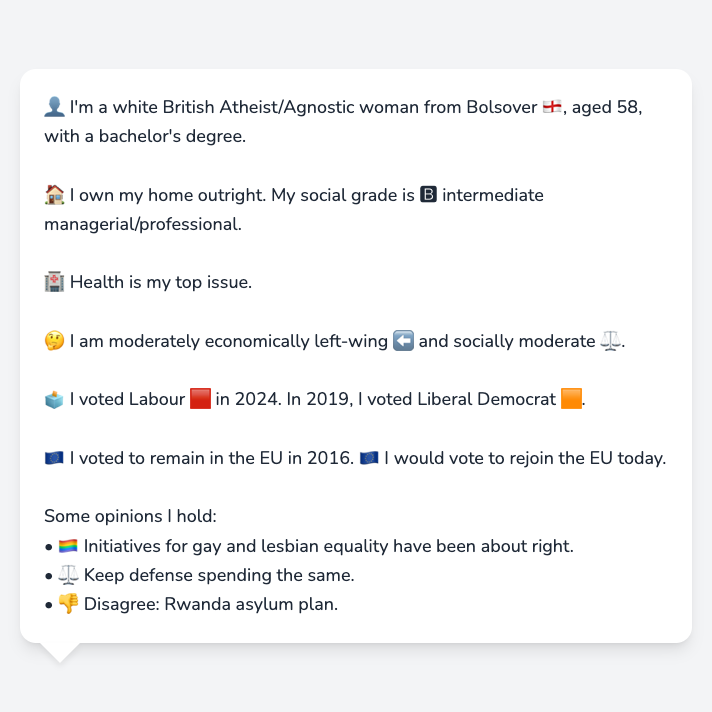 👤 I'm a white British Atheist/Agnostic woman from Bolsover 🏴󠁧󠁢󠁥󠁮󠁧󠁿, aged 58,
with a bachelor's degree.
🏠 I own my home outright. My social grade is 🅱 intermediate
managerial/professional.
🏥 Health is my top issue.
🤔 I am moderately economically left-wing ⬅️ and socially moderate ⚖️.
🗳️ I voted Labour 🟥 in 2024. In 2019, I voted Liberal Democrat 🟧.
🇪🇺 I voted to remain in the EU in 2016. 🇪🇺 I would vote to rejoin the EU today.
Some opinions I hold:
• 🏳️‍🌈 Initiatives for gay and lesbian equality have been about right.
• ⚖️ Keep defense spending the same.
• 👎 Disagree: Rwanda asylum plan.